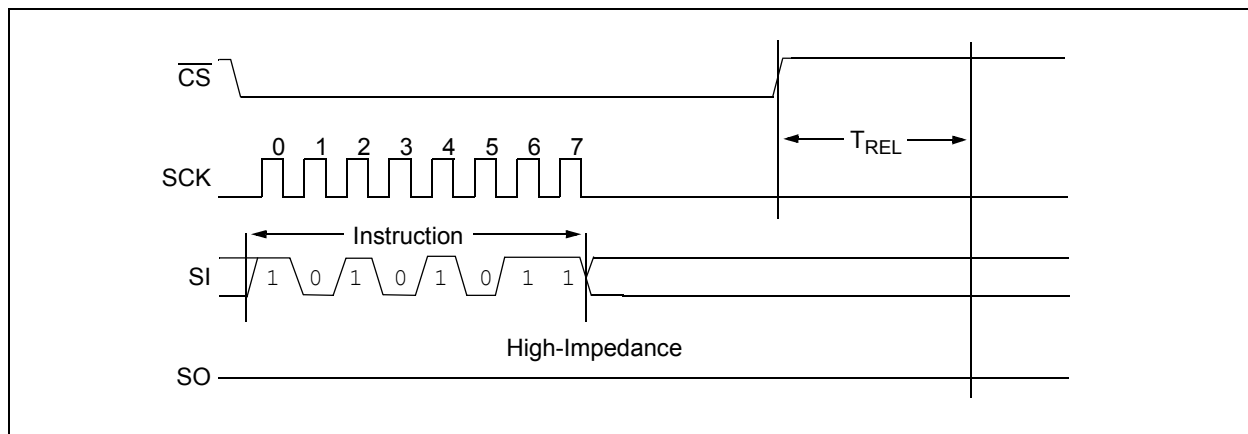 CS
TREL
0 1 2 3 4 5 6 7
SCK
Instruction
SI 1 0 1 0 1 0 1 1
High-Impedance
SO